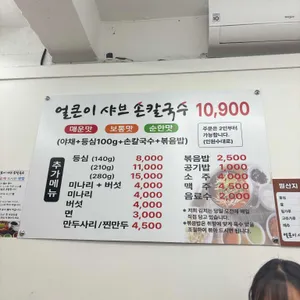 얼큰이 샤브 손칼국수 10,900
매운맛 보통맛 순한맛
주문은 2인부터
가능합니다.
(인원수대로)
(야채+등심100g+손칼국수+볶음밥)
추가메뉴
등심 (140g) 8,000
(210g) 11,000
(280g) 15,000
미나리 + 버섯 4,000
미나리 4,000
버섯 4,000
면 3,000
만두사리/찐만두 4,500
볶음밥 2,500
공기밥 1,000
소 주 4,000
맥 주 4,500
음료수 2,000
원산지